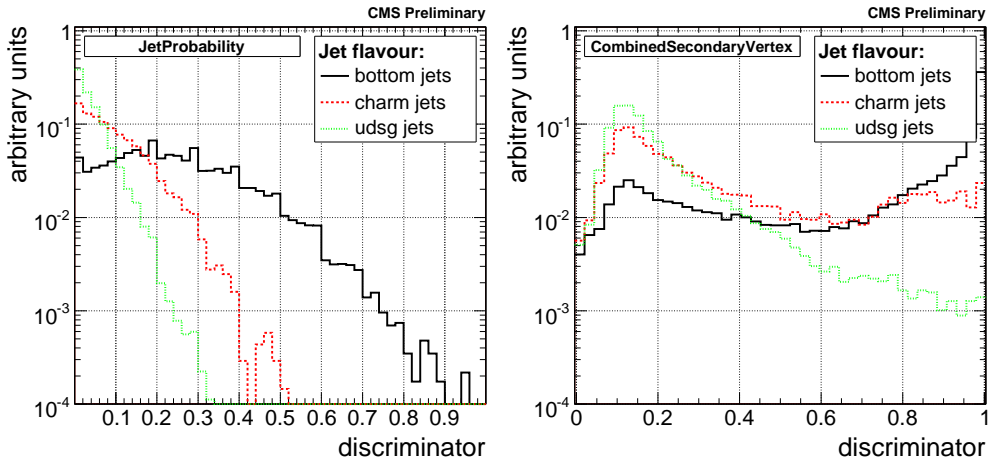 CMS Preliminary
arbitrary units
1
10-1
10-2
10-3
10-4
JetProbability
Jet flavour:
bottom jets
charm jets
udsg jets
0.1 0.2 0.3 0.4 0.5 0.6 0.7 0.8 0.9
discriminator
CMS Preliminary
arbitrary units
1
10-1
10-2
10-3
10-4
CombinedSecondaryVertex
Jet flavour:
bottom jets
charm jets
udsg jets
0 0.2 0.4 0.6 0.8 1
discriminator